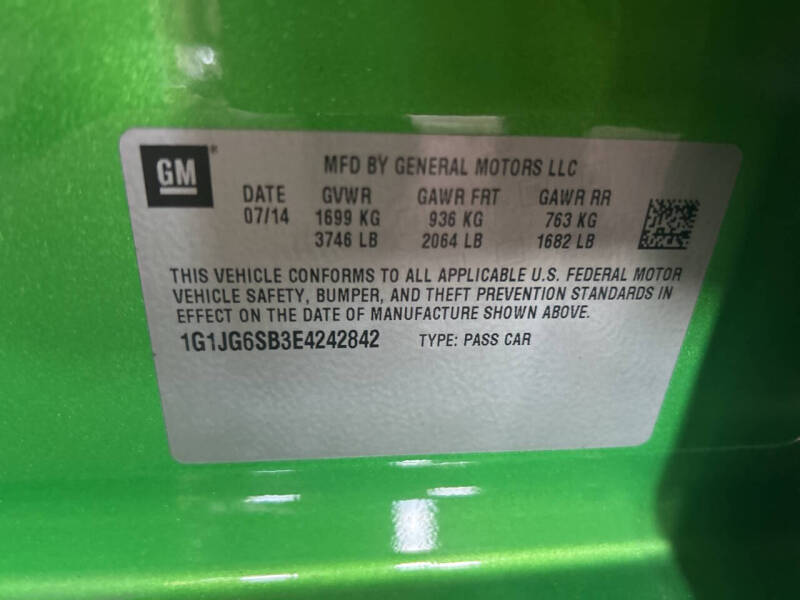 GM
MFD BY GENERAL MOTORS LLC
DATE GVWR GAWR FRT GAWR RR
07/14 1699 KG 936 KG 763 KG
3746 LB 2064 LB 1682 LB
THIS VEHICLE CONFORMS TO ALL APPLICABLE U.S. FEDERAL MOTOR
VEHICLE SAFETY, BUMPER, AND THEFT PREVENTION STANDARDS IN
EFFECT ON THE DATE OF MANUFACTURE SHOWN ABOVE.
1G1JG6SB3E4242842 TYPE: PASS CAR